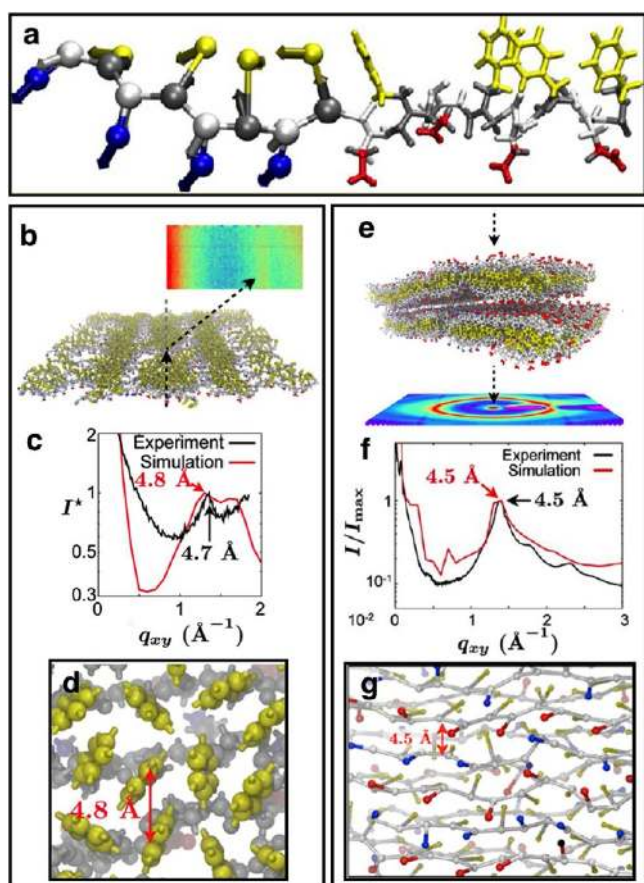 a
b
c
2
Experiment
Simulation
4.8 Å
I*
1
4.7 Å
0.5
0.3
0
1
2
q_xy (Å⁻¹)
d
4.8 Å
e
f
10
Experiment
Simulation
4.5 Å
4.5 Å
I/I_max
1
10⁻¹
10⁻²
0
1
2
3
q_xy (Å⁻¹)
g
4.5 Å